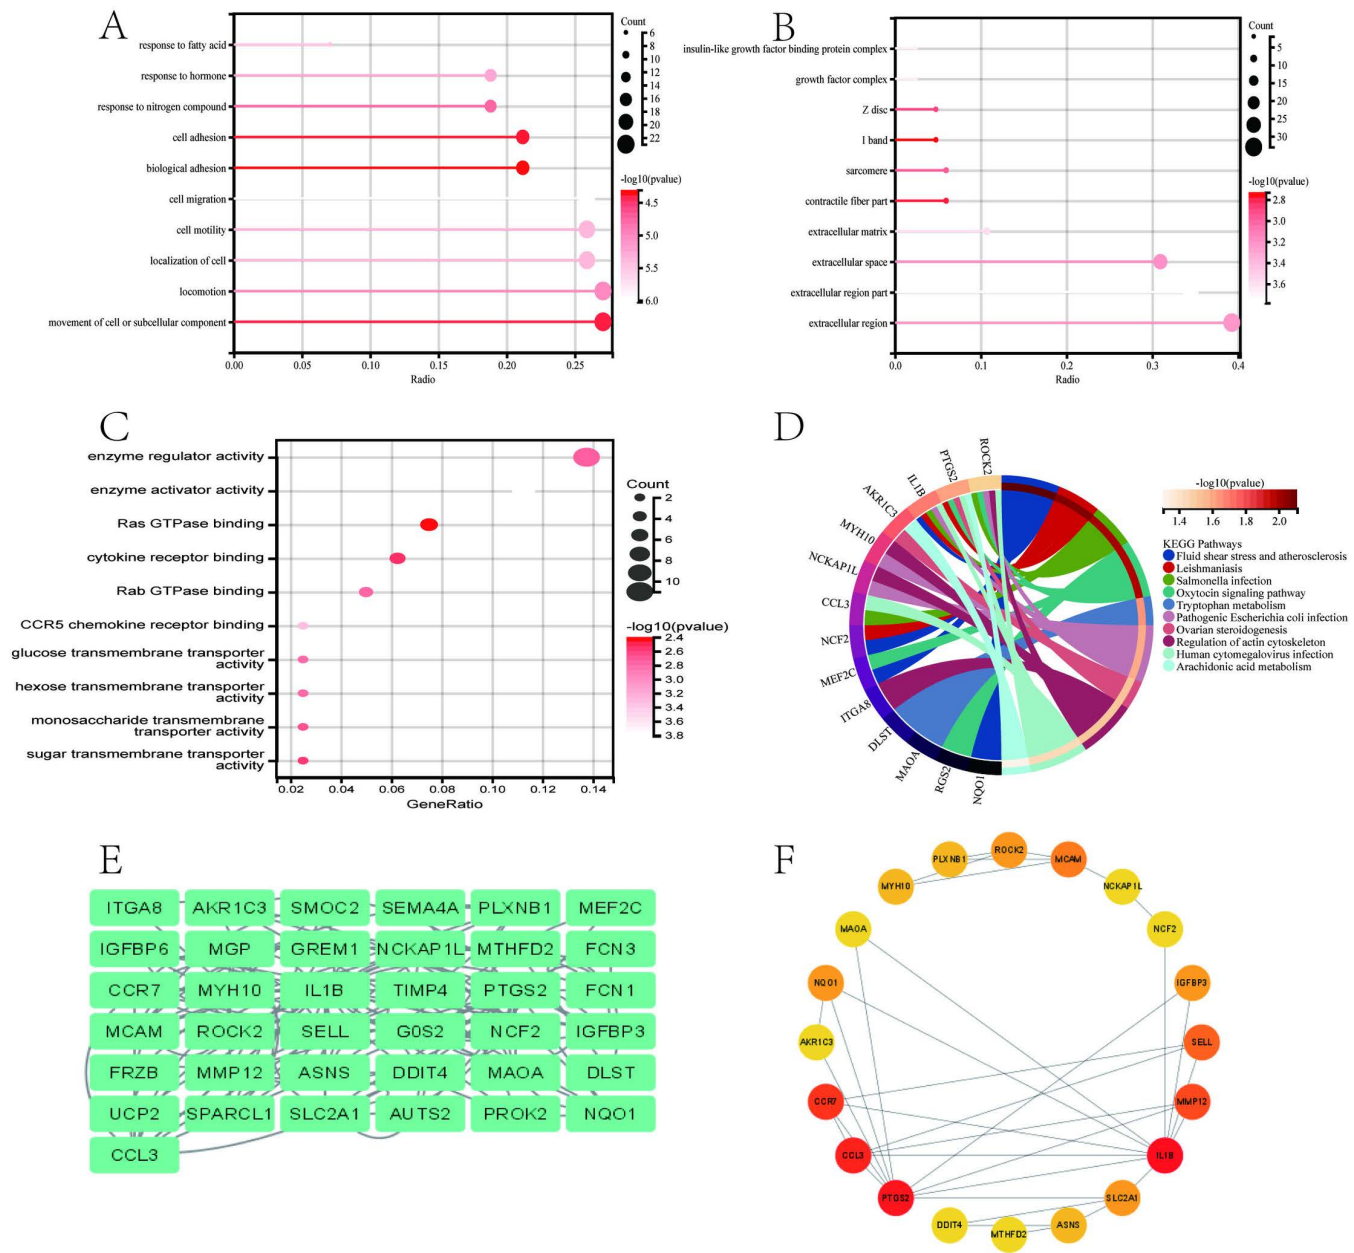 A
response to fatty acid
response to hormone
response to nitrogen compound
cell adhesion
biological adhesion
cell migration
cell motility
localization of cell
locomotion
movement of cell or subcellular component
0.00 0.05 0.10 0.15 0.20 0.25
Radio
Count
6
8
10
12
14
16
18
20
22
-log10(pvalue)
4.5
5.0
5.5
6.0
B
insulin-like growth factor binding protein complex
growth factor complex
Z disc
I band
sarcomere
contractile fiber part
extracellular matrix
extracellular space
extracellular region part
extracellular region
0.0 0.1 0.2 0.3 0.4
Radio
Count
5
10
15
20
25
30
-log10(pvalue)
2.8
3.0
3.2
3.4
3.6
C
enzyme regulator activity
enzyme activator activity
Ras GTPase binding
cytokine receptor binding
Rab GTPase binding
CCR5 chemokine receptor binding
glucose transmembrane transporter
activity
hexose transmembrane transporter
activity
monosaccharide transmembrane
transporter activity
sugar transmembrane transporter
activity
0.02 0.04 0.06 0.08 0.10 0.12 0.14
GeneRatio
Count
2
4
6
8
10
-log10(pvalue)
2.4
2.6
2.8
3.0
3.2
3.4
3.6
3.8
D
ROCK2
PTGS2
IL1B
AKR1C3
MYH10
NCKAP1L
CCL3
NCF2
MEF2C
ITGA8
DLST
MAOA
RGS2
NQO1
-log10(pvalue)
1.4 1.6 1.8 2.0
KEGG Pathways
Fluid shear stress and atherosclerosis
Leishmaniasis
Salmonella infection
Oxytocin signaling pathway
Tryptophan metabolism
Pathogenic Escherichia coli infection
Ovarian steroidogenesis
Regulation of actin cytoskeleton
Human cytomegalovirus infection
Arachidonic acid metabolism
E
ITGA8 AKR1C3 SMOC2 SEMA4A PLXNB1 MEF2C
IGFBP6 MGP GREM1 NCKAP1L MTHFD2 FCN3
CCR7 MYH10 IL1B TIMP4 PTGS2 FCN1
MCAM ROCK2 SELL G0S2 NCF2 IGFBP3
FRZB MMP12 ASNS DDIT4 MAOA DLST
UCP2 SPARCL1 SLC2A1 AUTS2 PROK2 NQO1
CCL3
F
ROCK2
PLXNB1
MCAM
MYH10
NCKAP1L
MAOA
NCF2
NQO1
IGFBP3
AKR1C3
SELL
CCR7
MMP12
CCL3
IL1B
PTGS2
SLC2A1
DDIT4
MTHFD2
ASNS